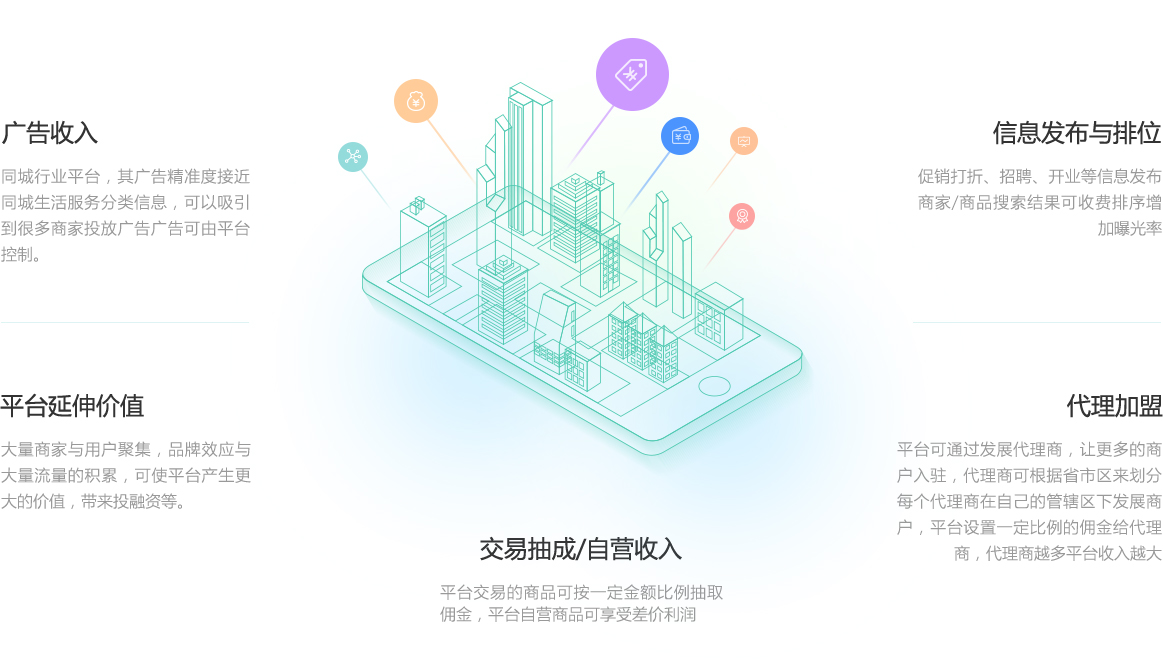 广告收入
同城行业平台，其广告精准度接近
同城生活服务分类信息，可以吸引
到很多商家投放广告广告可由平台
控制。
信息发布与排位
促销打折、招聘、开业等信息发布
商家/商品搜索结果可收费排序增
加曝光率
平台延伸价值
大量商家与用户聚集，品牌效应与
大量流量的积累，可使平台产生更
大的价值，带来投融资等。
代理加盟
平台可通过发展代理商，让更多的商
户入驻，代理商可根据省市区来划分
每个代理商在自己的管辖区下发展商
户，平台设置一定比例的佣金给代理
商，代理商越多平台收入越大
交易抽成/自营收入
平台交易的商品可按一定金额比例抽取
佣金，平台自营商品可享受差价利润